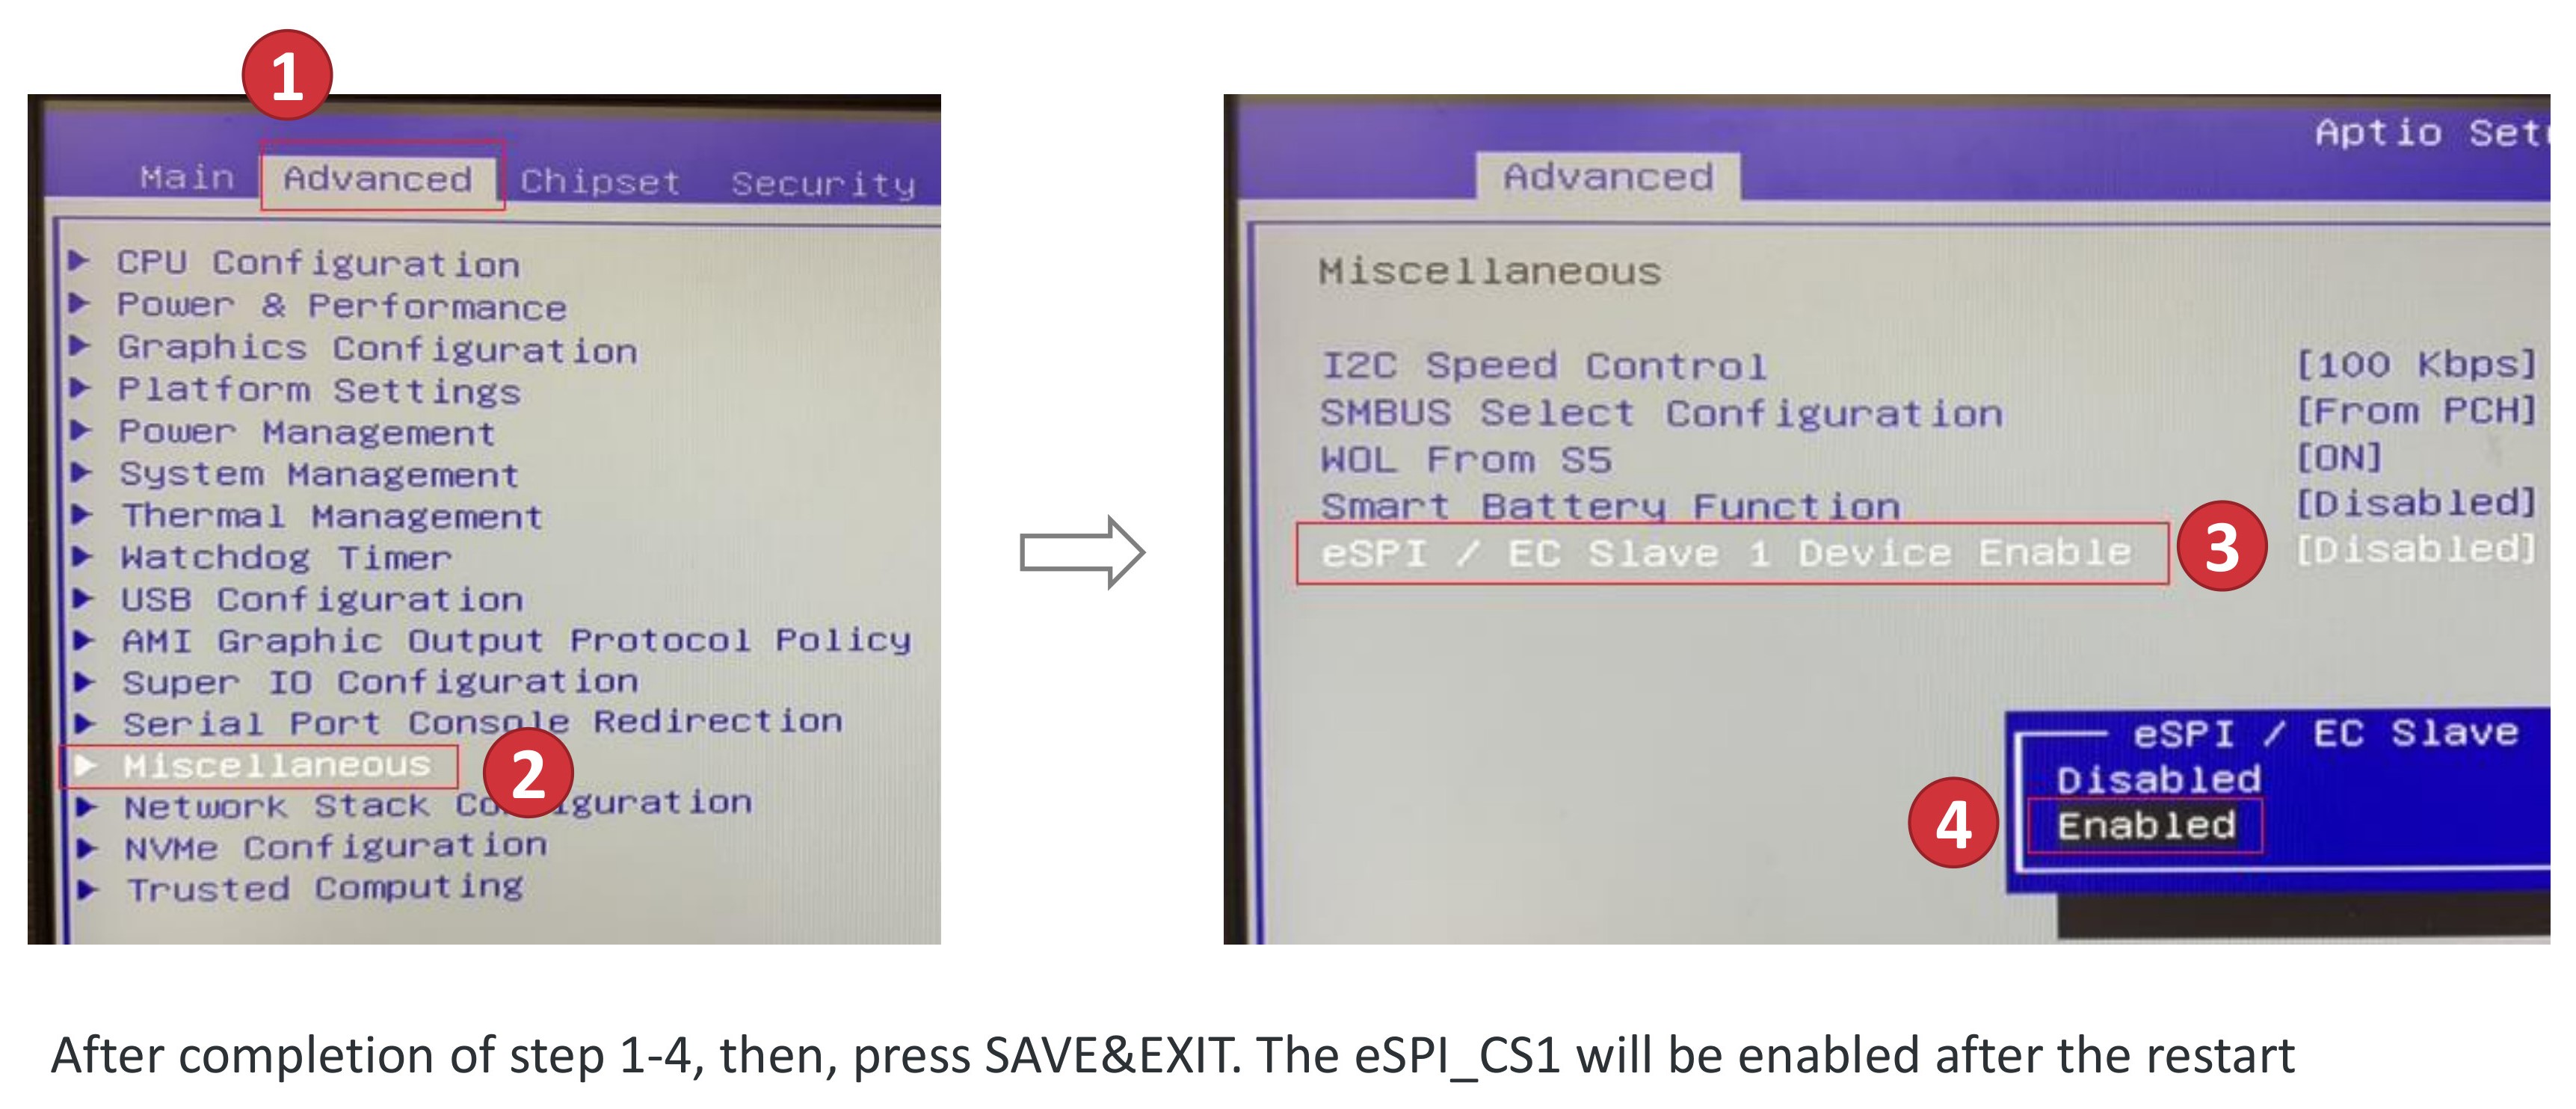 1
Main Advanced Chipset Security
CPU Configuration
Power & Performance
Graphics Configuration
Platform Settings
Power Management
System Management
Thermal Management
Watchdog Timer
USB Configuration
AMI Graphic Output Protocol Policy
Super IO Configuration
Serial Port Console Redirection
Miscellaneous 2
Network Stack Configuration
NVMe Configuration
Trusted Computing
Aptio Set
Advanced
Miscellaneous
I2C Speed Control [100 Kbps]
SMBUS Select Configuration [From PCH]
WOL From S5 [ON]
Smart Battery Function [Disabled]
eSPI / EC Slave 1 Device Enable 3 [Disabled]
eSPI / EC Slave
Disabled
4 Enabled
After completion of step 1-4, then, press SAVE&EXIT. The eSPI_CS1 will be enabled after the restart